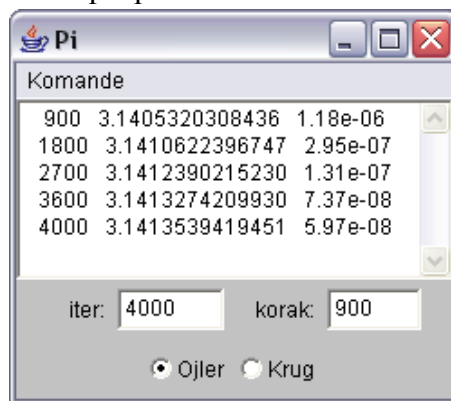 Pi
Komande
900 3.1405320308436 1.18e-06
1800 3.1410622396747 2.95e-07
2700 3.1412390215230 1.31e-07
3600 3.1413274209930 7.37e-08
4000 3.1413539419451 5.97e-08
iter: 4000 korak: 900
Ojler Krug